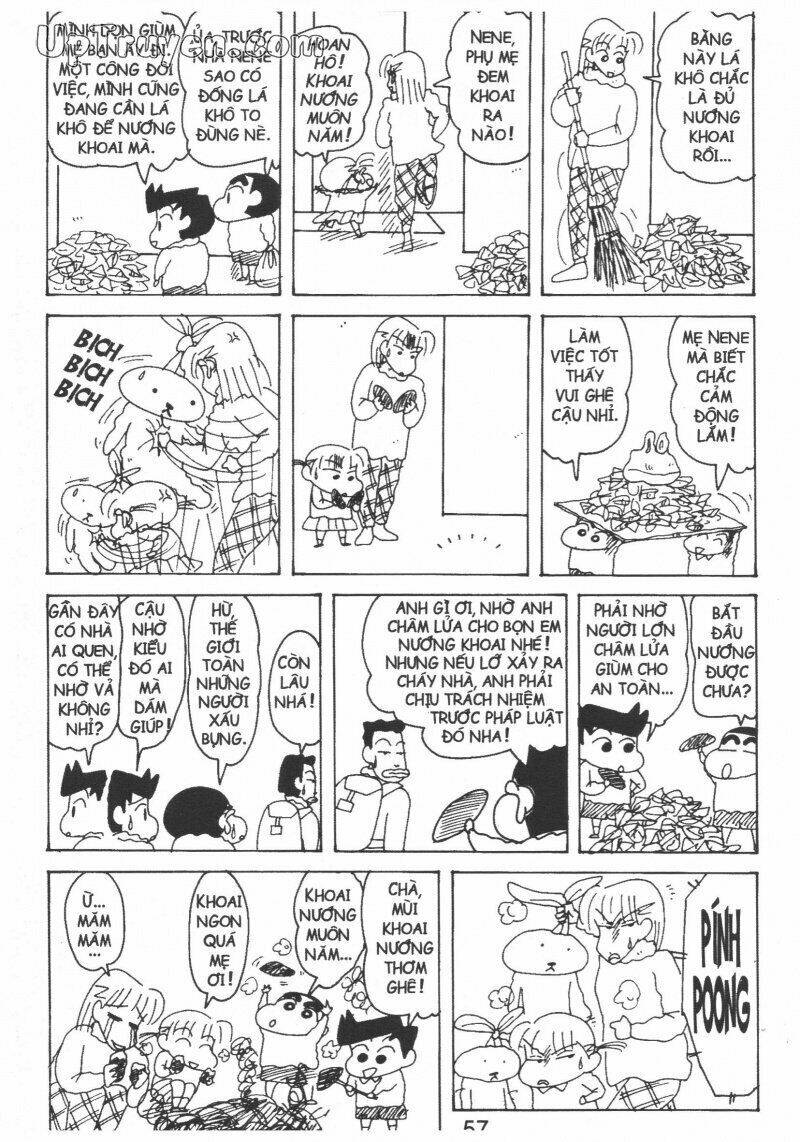 BẰNG
NÀY LÁ
KHÔ CHẮC
LÀ ĐỦ
NƯỚNG
KHOAI
RỒI...
NENE,
PHỤ MẸ
ĐEM
KHOAI
RA
NÀO!
HOAN
HÔ!
KHOAI
NƯỚNG
MUÔN
NĂM!
ỦA, TRƯỚC
NHÀ NENE
SAO CÓ
ĐỐNG LÁ
KHÔ TO
ĐÙNG NÈ.
MÌNH DỌN GIÙM
MẸ BẠN ẤY ĐI.
MỘT CÔNG ĐÔI
VIỆC, MÌNH CŨNG
ĐANG CẦN LÁ
KHÔ ĐỂ NƯỚNG
KHOAI MÀ.
MẸ NENE
MÀ BIẾT
CHẮC
CẢM
ĐỘNG
LẮM!
LÀM
VIỆC TỐT
THẤY
VUI GHÊ
CẬU NHỈ.
BỊCH
BỊCH
BỊCH
BẮT
ĐẦU
NƯỚNG
ĐƯỢC
CHƯA?
PHẢI NHỜ
NGƯỜI LỚN
CHÂM LỬA
GIÙM CHO
AN TOÀN...
ANH GÌ ƠI, NHỜ ANH
CHÂM LỬA CHO BỌN EM
NƯỚNG KHOAI NHÉ!
NHƯNG NẾU LỠ XẢY RA
CHÁY NHÀ, ANH PHẢI
CHỊU TRÁCH NHIỆM
TRƯỚC PHÁP LUẬT
ĐÓ NHA!
CÒN
LÂU
NHÁ!
HỪ,
THẾ
GIỚI
TOÀN
NHỮNG
NGƯỜI
XẤU
BỤNG.
CẬU
NHỜ
KIỂU
ĐÓ AI
MÀ
DÁM
GIÚP!
GẦN ĐÂY
CÓ NHÀ
AI QUEN,
CÓ THỂ
NHỜ VẢ
KHÔNG
NHỈ?
PÍNH
POONG
CHÀ,
MÙI
KHOAI
NƯỚNG
THƠM
GHÊ!
KHOAI
NƯỚNG
MUÔN
NĂM...
KHOAI
NGON
QUÁ
MẸ
ƠI!
Ừ...
MĂM
MĂM...
57